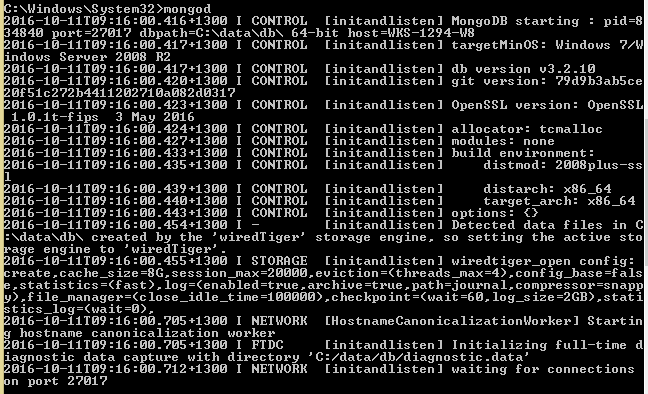 C:\Windows\System32>mongod
2016-10-11T09:16:00.416+1300 I CONTROL  [initandlisten] MongoDB starting : pid=8
34840 port=27017 dbpath=C:\data\db\ 64-bit host=WKS-1294-W8
2016-10-11T09:16:00.417+1300 I CONTROL  [initandlisten] targetMinOS: Windows 7/W
indows Server 2008 R2
2016-10-11T09:16:00.417+1300 I CONTROL  [initandlisten] db version v3.2.10
2016-10-11T09:16:00.420+1300 I CONTROL  [initandlisten] git version: 79d9b3ab5ce
20f51c272b4411202710a082d0317
2016-10-11T09:16:00.423+1300 I CONTROL  [initandlisten] OpenSSL version: OpenSSL
 1.0.1t-fips  3 May 2016
2016-10-11T09:16:00.424+1300 I CONTROL  [initandlisten] allocator: tcmalloc
2016-10-11T09:16:00.427+1300 I CONTROL  [initandlisten] modules: none
2016-10-11T09:16:00.433+1300 I CONTROL  [initandlisten] build environment:
2016-10-11T09:16:00.435+1300 I CONTROL  [initandlisten]     distmod: 2008plus-ss
l
2016-10-11T09:16:00.439+1300 I CONTROL  [initandlisten]     distarch: x86_64
2016-10-11T09:16:00.440+1300 I CONTROL  [initandlisten]     target_arch: x86_64
2016-10-11T09:16:00.443+1300 I CONTROL  [initandlisten] options: {}
2016-10-11T09:16:00.454+1300 I -        [initandlisten] Detected data files in C
:\data\db\ created by the 'wiredTiger' storage engine, so setting the active sto
rage engine to 'wiredTiger'.
2016-10-11T09:16:00.455+1300 I STORAGE  [initandlisten] wiredtiger_open config:
create,cache_size=8G,session_max=20000,eviction=(threads_max=4),config_base=fals
e,statistics=(fast),log=(enabled=true,archive=true,path=journal,compressor=snapp
y),file_manager=(close_idle_time=100000),checkpoint=(wait=60,log_size=2GB),stati
stics_log=(wait=0),
2016-10-11T09:16:00.705+1300 I NETWORK  [HostnameCanonicalizationWorker] Startin
g hostname canonicalization worker
2016-10-11T09:16:00.705+1300 I FTDC     [initandlisten] Initializing full-time d
iagnostic data capture with directory 'C:/data/db/diagnostic.data'
2016-10-11T09:16:00.712+1300 I NETWORK  [initandlisten] waiting for connections
on port 27017